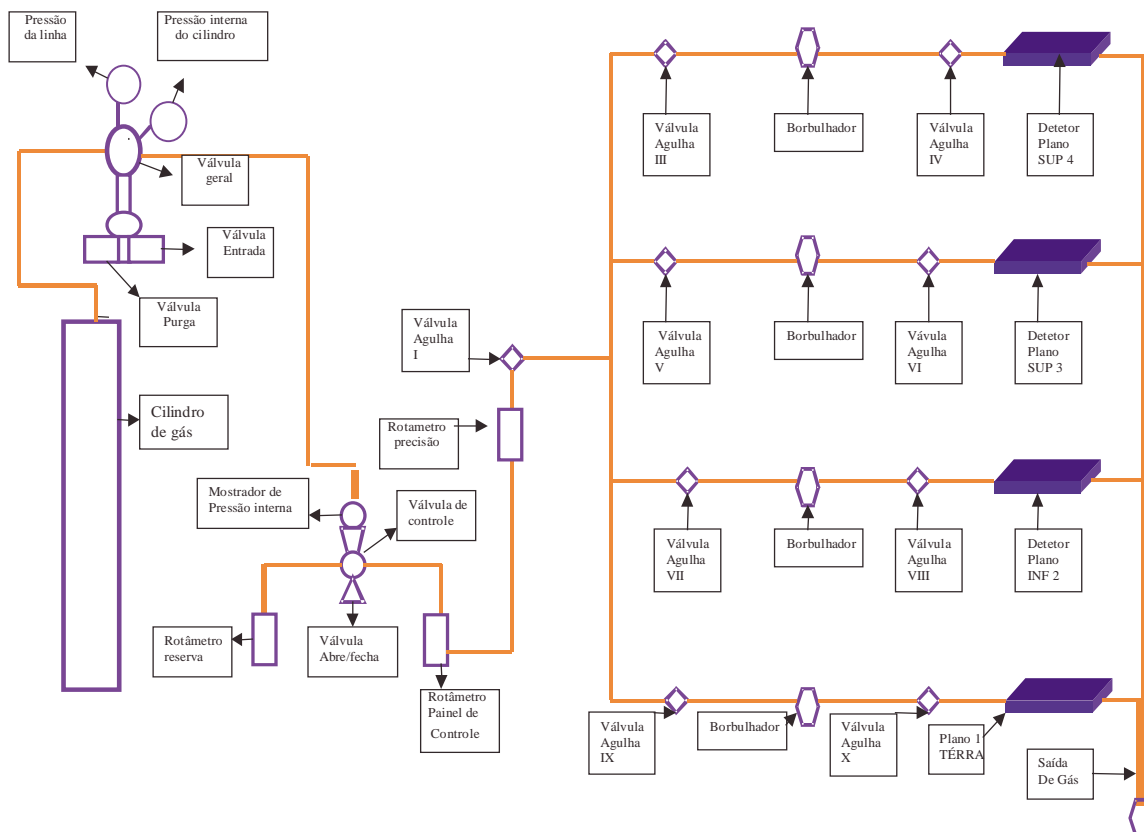 Pressão
da linha
Pressão interna
do cilindro
Válvula
geral
Válvula
Entrada
Válvula
Purga
Cilindro
de gás
Mostrador de
Pressão interna
Válvula de
controle
Rotâmetro
reserva
Válvula
Abre/fecha
Rotâmetro
Painel de
Controle
Válvula
Agulha
I
Rotametro
precisão
Válvula
Agulha
III
Borbulhador
Válvula
Agulha
IV
Detetor
Plano
SUP 4
Válvula
Agulha
V
Borbulhador
Vávula
Agulha
VI
Detetor
Plano
SUP 3
Válvula
Agulha
VII
Borbulhador
Válvula
Agulha
VIII
Detetor
Plano
INF 2
Válvula
Agulha
IX
Borbulhador
Válvula
Agulha
X
Plano 1
TÉRRA
Saída
De Gás